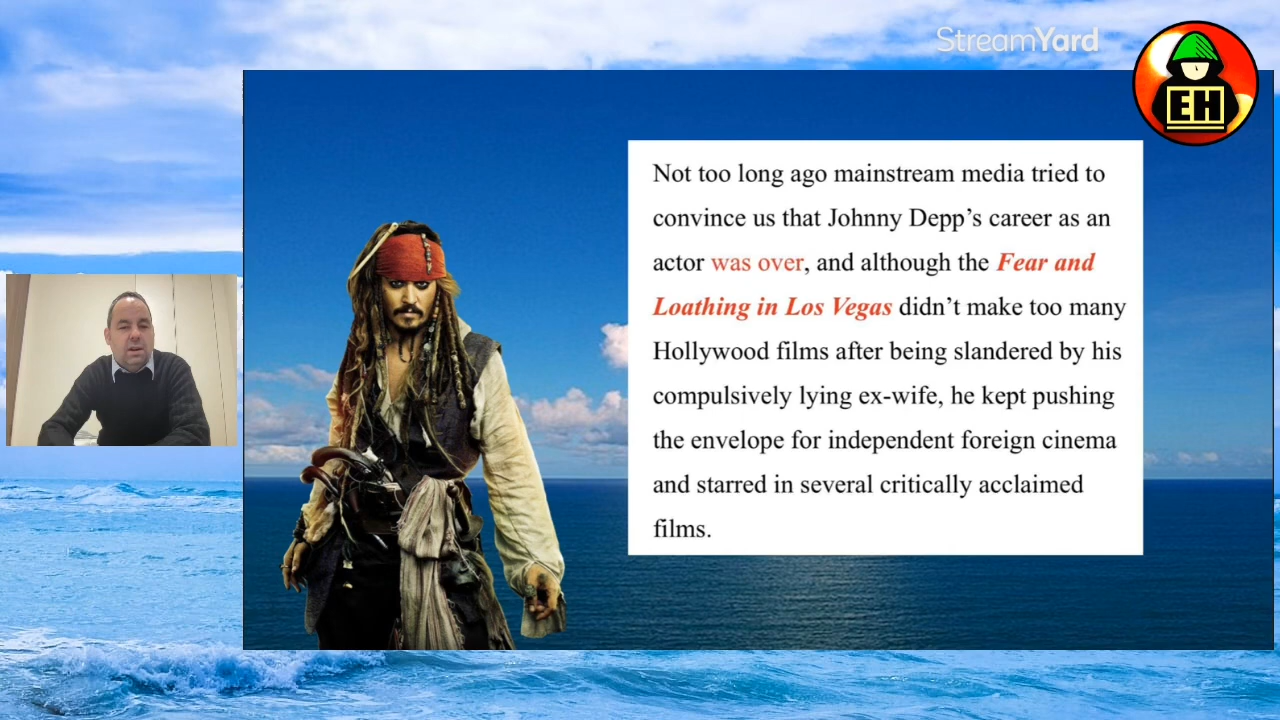 StreamYard
EH
Not too long ago mainstream media tried to
convince us that Johnny Depp’s career as an
actor was over, and although the Fear and
Loathing in Los Vegas didn’t make too many
Hollywood films after being slandered by his
compulsively lying ex-wife, he kept pushing
the envelope for independent foreign cinema
and starred in several critically acclaimed
films.